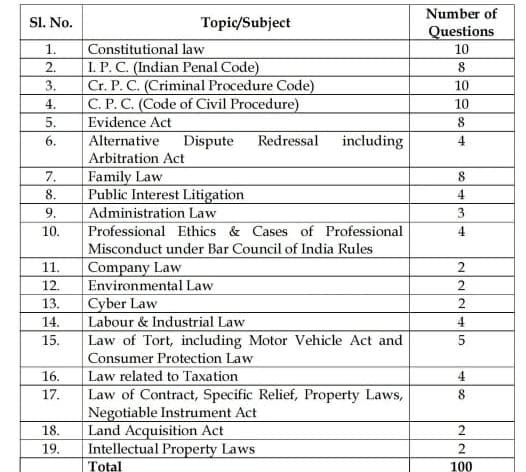 Sl. No. Topic/Subject Number of
Questions
1. Constitutional law 10
2. I. P. C. (Indian Penal Code) 8
3. Cr. P. C. (Criminal Procedure Code) 10
4. C. P. C. (Code of Civil Procedure) 10
5. Evidence Act 8
6. Alternative Dispute Redressal including 4
Arbitration Act
7. Family Law 8
8. Public Interest Litigation 4
9. Administration Law 3
10. Professional Ethics & Cases of Professional 4
Misconduct under Bar Council of India Rules
11. Company Law 2
12. Environmental Law 2
13. Cyber Law 2
14. Labour & Industrial Law 4
15. Law of Tort, including Motor Vehicle Act and 5
Consumer Protection Law
16. Law related to Taxation 4
17. Law of Contract, Specific Relief, Property Laws, 8
Negotiable Instrument Act
18. Land Acquisition Act 2
19. Intellectual Property Laws 2
Total 100